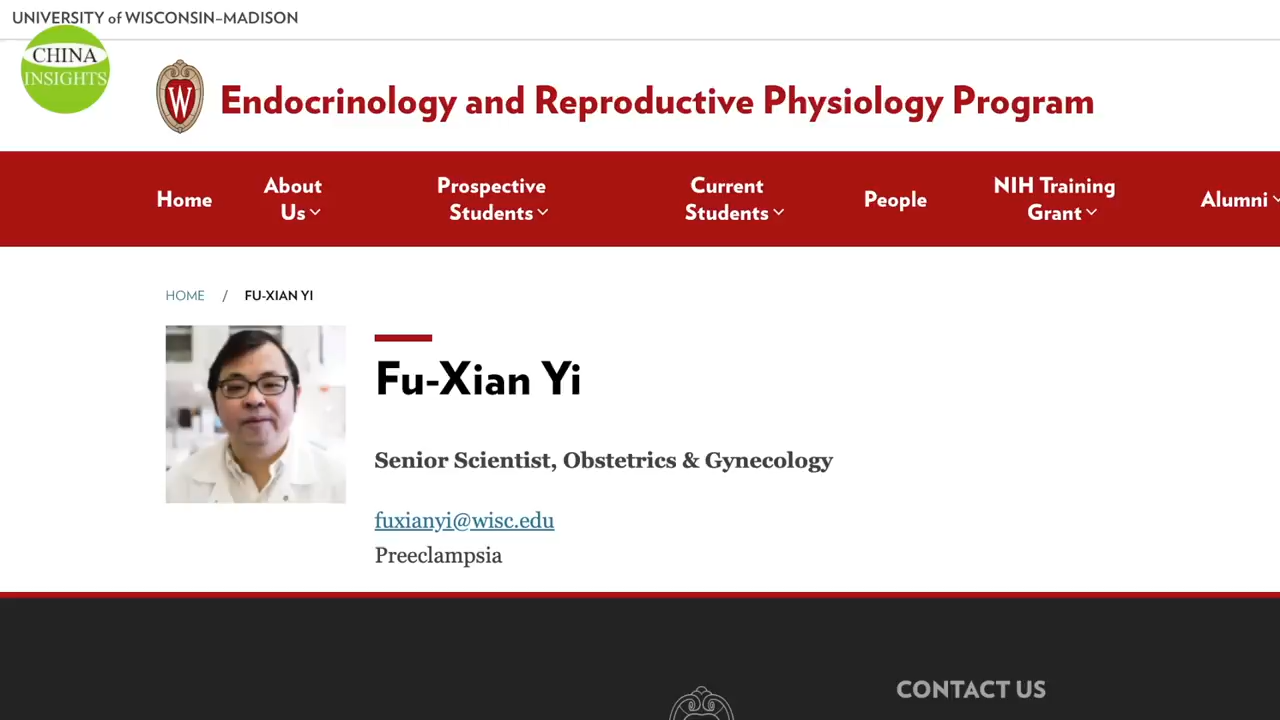 UNIVERSITY of WISCONSIN–MADISON
CHINA
INSIGHTS
W
Endocrinology and Reproductive Physiology Program
Home
About
Us
Prospective
Students
Current
Students
People
NIH Training
Grant
Alumni
HOME / FU-XIAN YI
Fu-Xian Yi
Senior Scientist, Obstetrics & Gynecology
fuxianyi@wisc.edu
Preeclampsia
CONTACT US